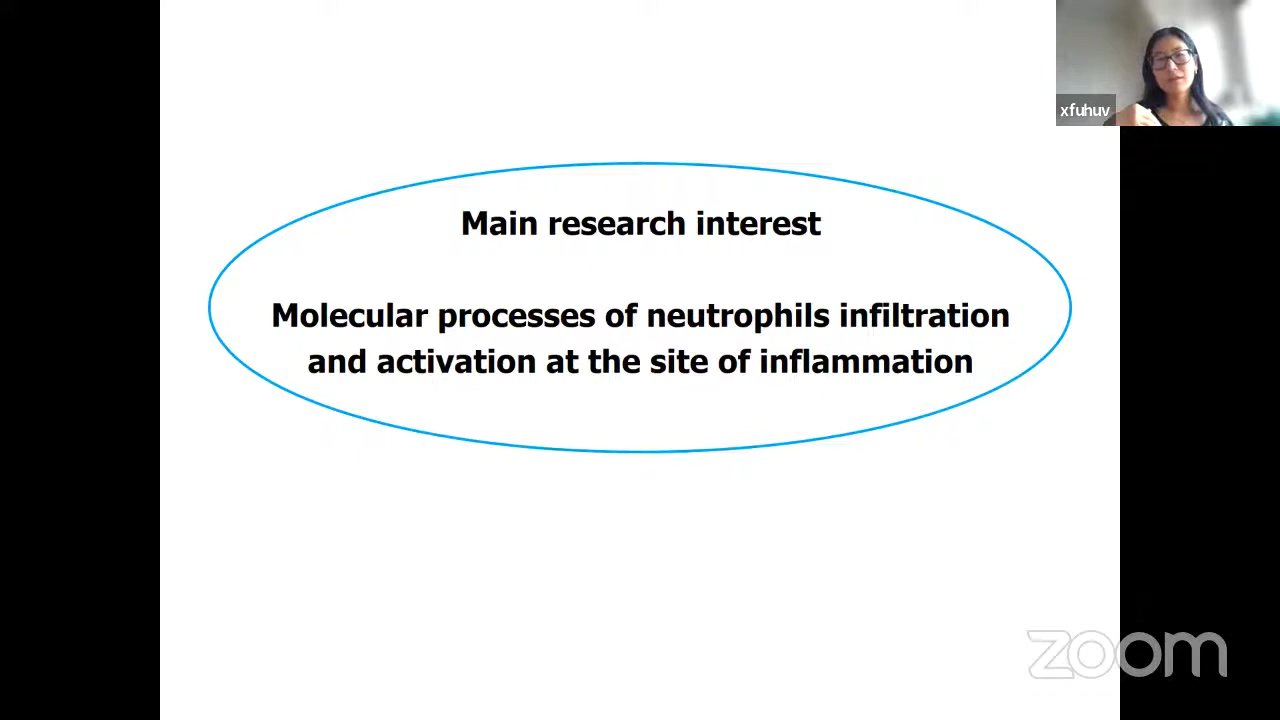 xfuhuv
Main research interest
Molecular processes of neutrophils infiltration
and activation at the site of inflammation
zoom